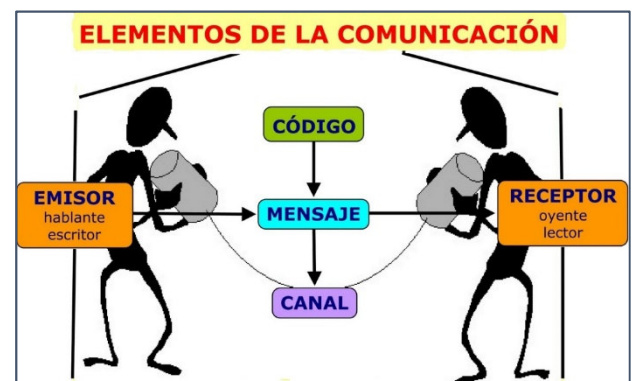 ELEMENTOS DE LA COMUNICACIÓN
CÓDIGO
EMISOR
hablante
escritor
MENSAJE
RECEPTOR
oyente
lector
CANAL